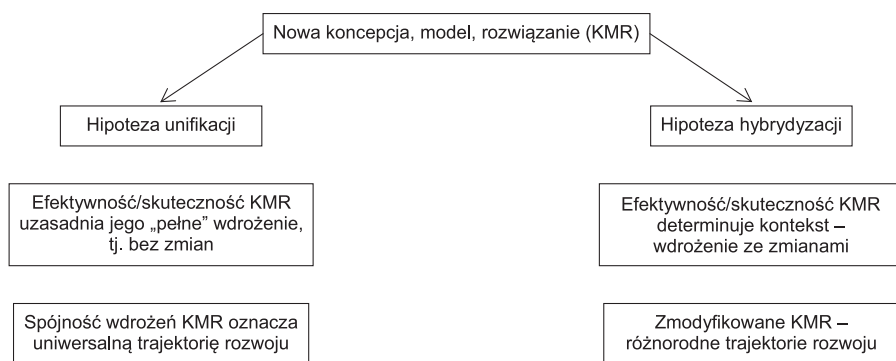 Nowa koncepcja, model, rozwiązanie (KMR)
Hipoteza unifikacji
Hipoteza hybrydyzacji
Efektywność/skuteczność KMR
uzasadnia jego „pełne” wdrożenie,
tj. bez zmian
Efektywność/skuteczność KMR
determinuje kontekst –
wdrożenie ze zmianami
Spójność wdrożeń KMR oznacza
uniwersalną trajektorię rozwoju
Zmodyfikowane KMR –
różnorodne trajektorie rozwoju